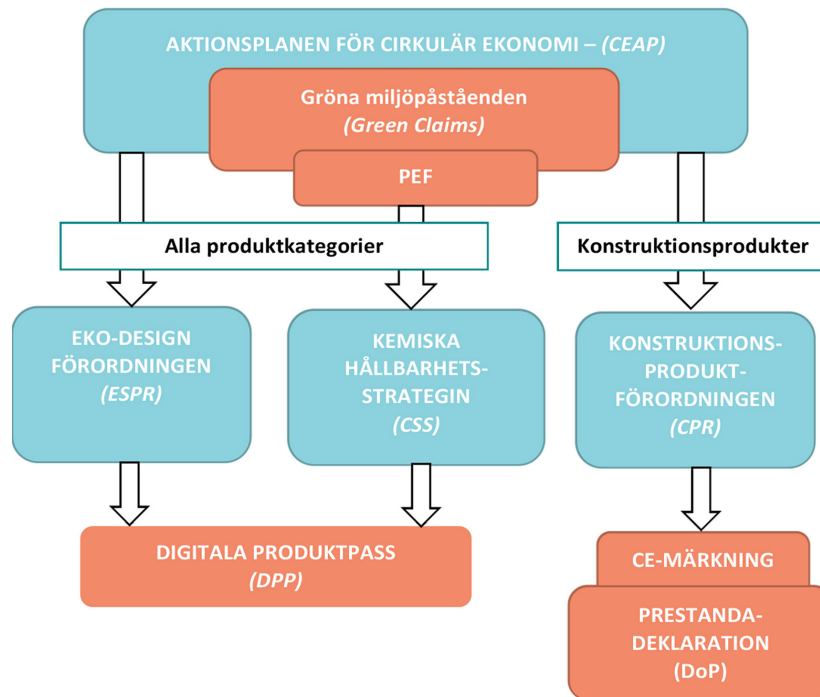 AKTIONSPLANEN FÖR CIRKULÄR EKONOMI – (CEAP)
Gröna miljöpåståenden
(Green Claims)
PEF
Alla produktkategorier
Konstruktionsprodukter
EKO-DESIGN
FÖRORDNINGEN
(ESPR)
KEMISKA
HÅLLBARHETS-
STRATEGIN
(CSS)
KONSTRUKTIONS-
PRODUKT-
FÖRORDNINGEN
(CPR)
DIGITALA PRODUKTPASS
(DPP)
CE-MÄRKNING
PRESTANDA-
DEKLARATION
(DoP)